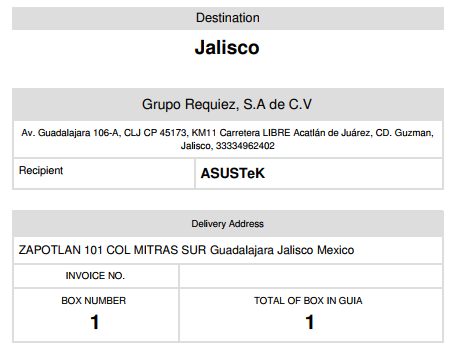 Destination
Jalisco
Grupo Requiez, S.A de C.V
Av. Guadalajara 106-A, CLJ CP 45173, KM11 Carretera LIBRE Acatlán de Juárez, CD. Guzman,
Jalisco, 33334962402
Recipient ASUSTeK
Delivery Address
ZAPOTLAN 101 COL MITRAS SUR Guadalajara Jalisco Mexico
INVOICE NO.
BOX NUMBER TOTAL OF BOX IN GUIA
1 1